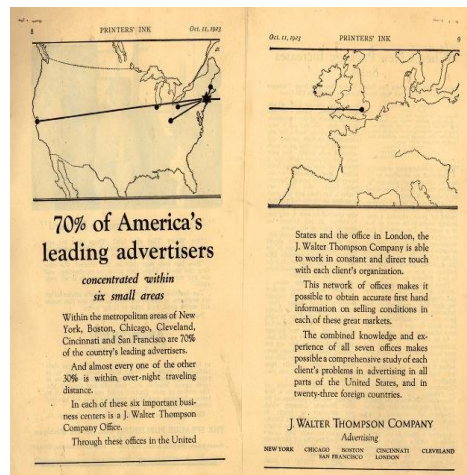 8 PRINTERS' INK Oct. 11, 1923
70% of America's
leading advertisers
concentrated within
six small areas
Within the metropolitan areas of New
York, Boston, Chicago, Cleveland,
Cincinnati and San Francisco are 70%
of the country's leading advertisers.
And almost every one of the other
30% is within over-night traveling
distance.
In each of these six important busi-
ness centers is a J. Walter Thompson
Company Office.
Through these offices in the United
Oct. 11, 1923 PRINTERS' INK 9
States and the office in London, the
J. Walter Thompson Company is able
to work in constant and direct touch
with each client's organization.
This network of offices makes it
possible to obtain accurate first hand
information on selling conditions in
each of these great markets.
The combined knowledge and ex-
perience of all seven offices makes
possible a comprehensive study of each
client's problems in advertising in all
parts of the United States, and in
twenty-three foreign countries.
J. WALTER THOMPSON COMPANY
Advertising
NEW YORK CHICAGO BOSTON CINCINNATI CLEVELAND
SAN FRANCISCO LONDON